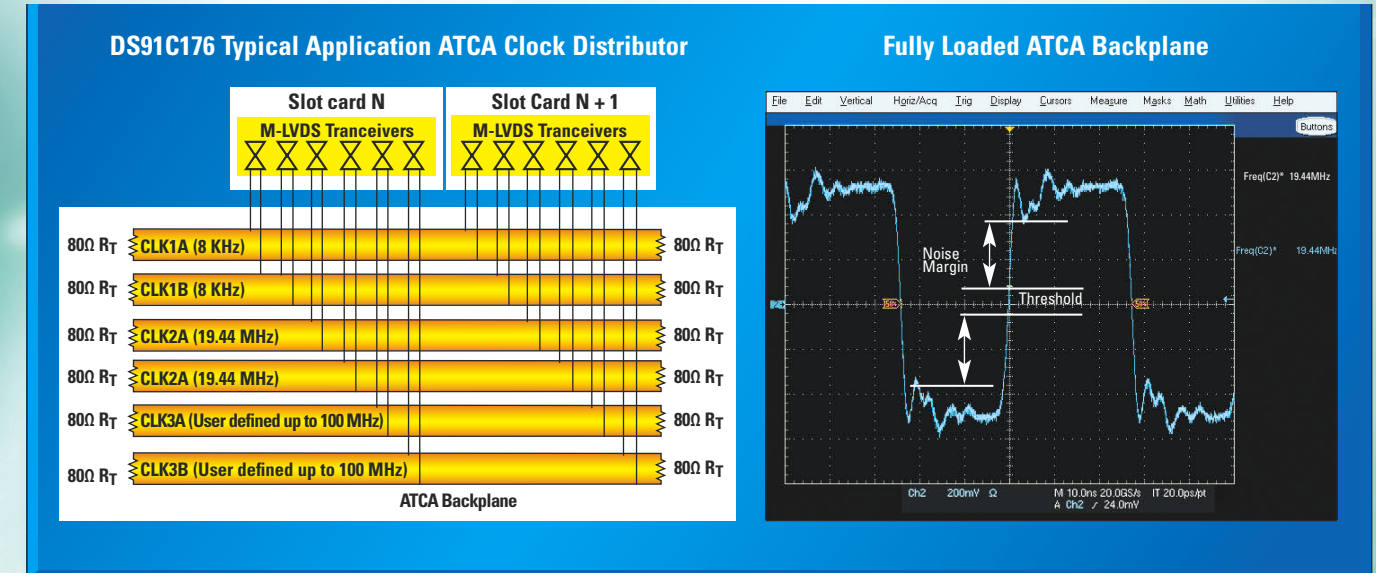 DS91C176 Typical Application ATCA Clock Distributor
Slot card N
Slot Card N + 1
M-LVDS Tranceivers
M-LVDS Tranceivers
80Ω RT
CLK1A (8 KHz)
80Ω RT
80Ω RT
CLK1B (8 KHz)
80Ω RT
80Ω RT
CLK2A (19.44 MHz)
80Ω RT
80Ω RT
CLK2A (19.44 MHz)
80Ω RT
80Ω RT
CLK3A (User defined up to 100 MHz)
80Ω RT
80Ω RT
CLK3B (User defined up to 100 MHz)
80Ω RT
ATCA Backplane
Fully Loaded ATCA Backplane
File Edit Vertical Horiz/Acq Trig Display Cursors Measure Masks Math Utilities Help
Buttons
Freq(C2)* 19.44MHz
Freq(C2)* 19.44MHz
Noise
Margin
Threshold
50%
50%
Ch2 200mV Ω M 10.0ns 20.0GS/s IT 20.0ps/pt
A Ch2 / 24.0mV